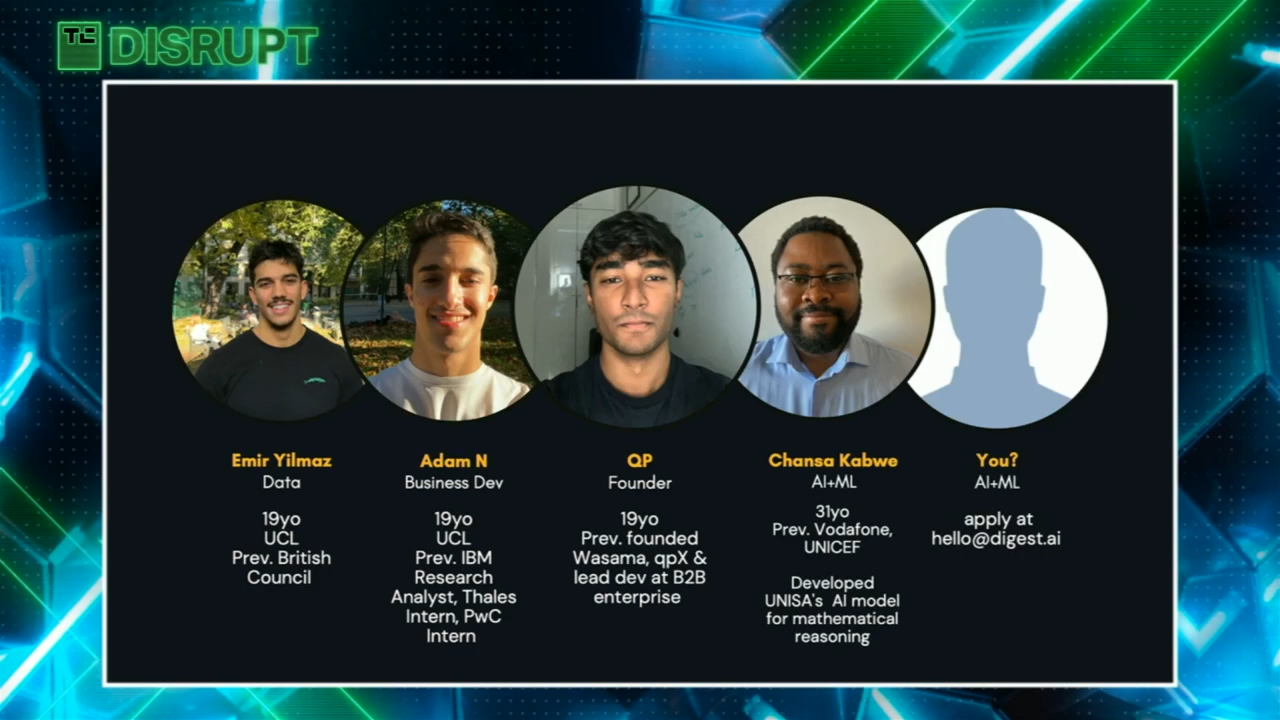 TC DISRUPT
Emir Yilmaz
Data
19yo
UCL
Prev. British
Council
Adam N
Business Dev
19yo
UCL
Prev. IBM
Research
Analyst, Thales
Intern, PwC
Intern
QP
Founder
19yo
Prev. founded
Wasama, qpX &
lead dev at B2B
enterprise
Chansa Kabwe
AI+ML
31yo
Prev. Vodafone,
UNICEF
Developed
UNISA's AI model
for mathematical
reasoning
You?
AI+ML
apply at
hello@digest.ai